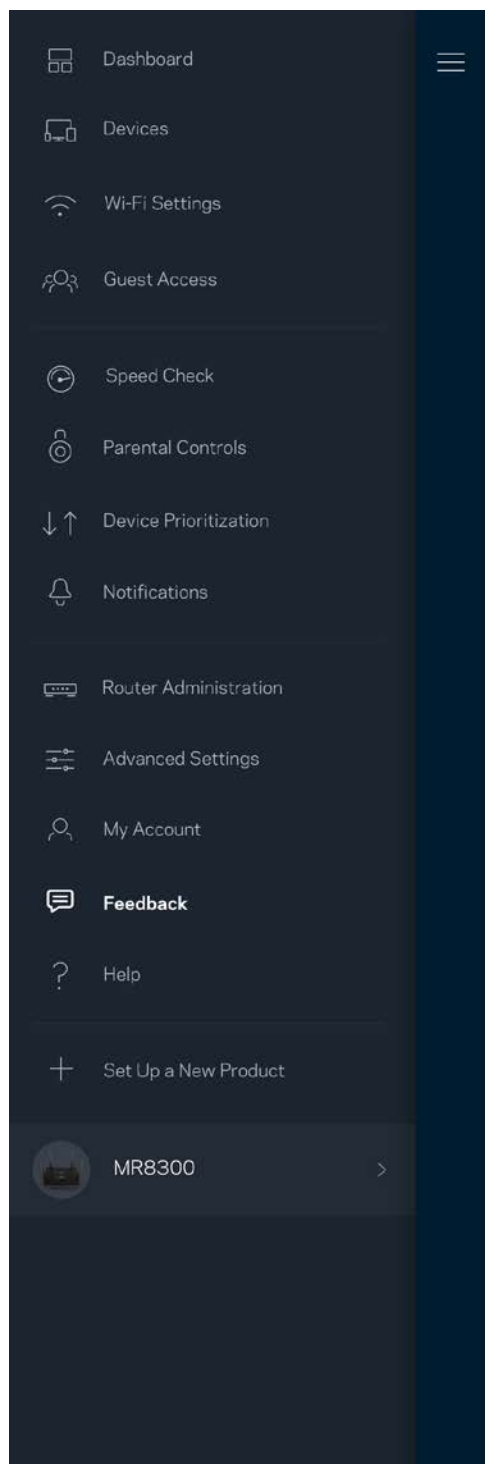 Dashboard
Devices
Wi-Fi Settings
Guest Access
Speed Check
Parental Controls
Device Prioritization
Notifications
Router Administration
Advanced Settings
My Account
Feedback
Help
Set Up a New Product
MR8300